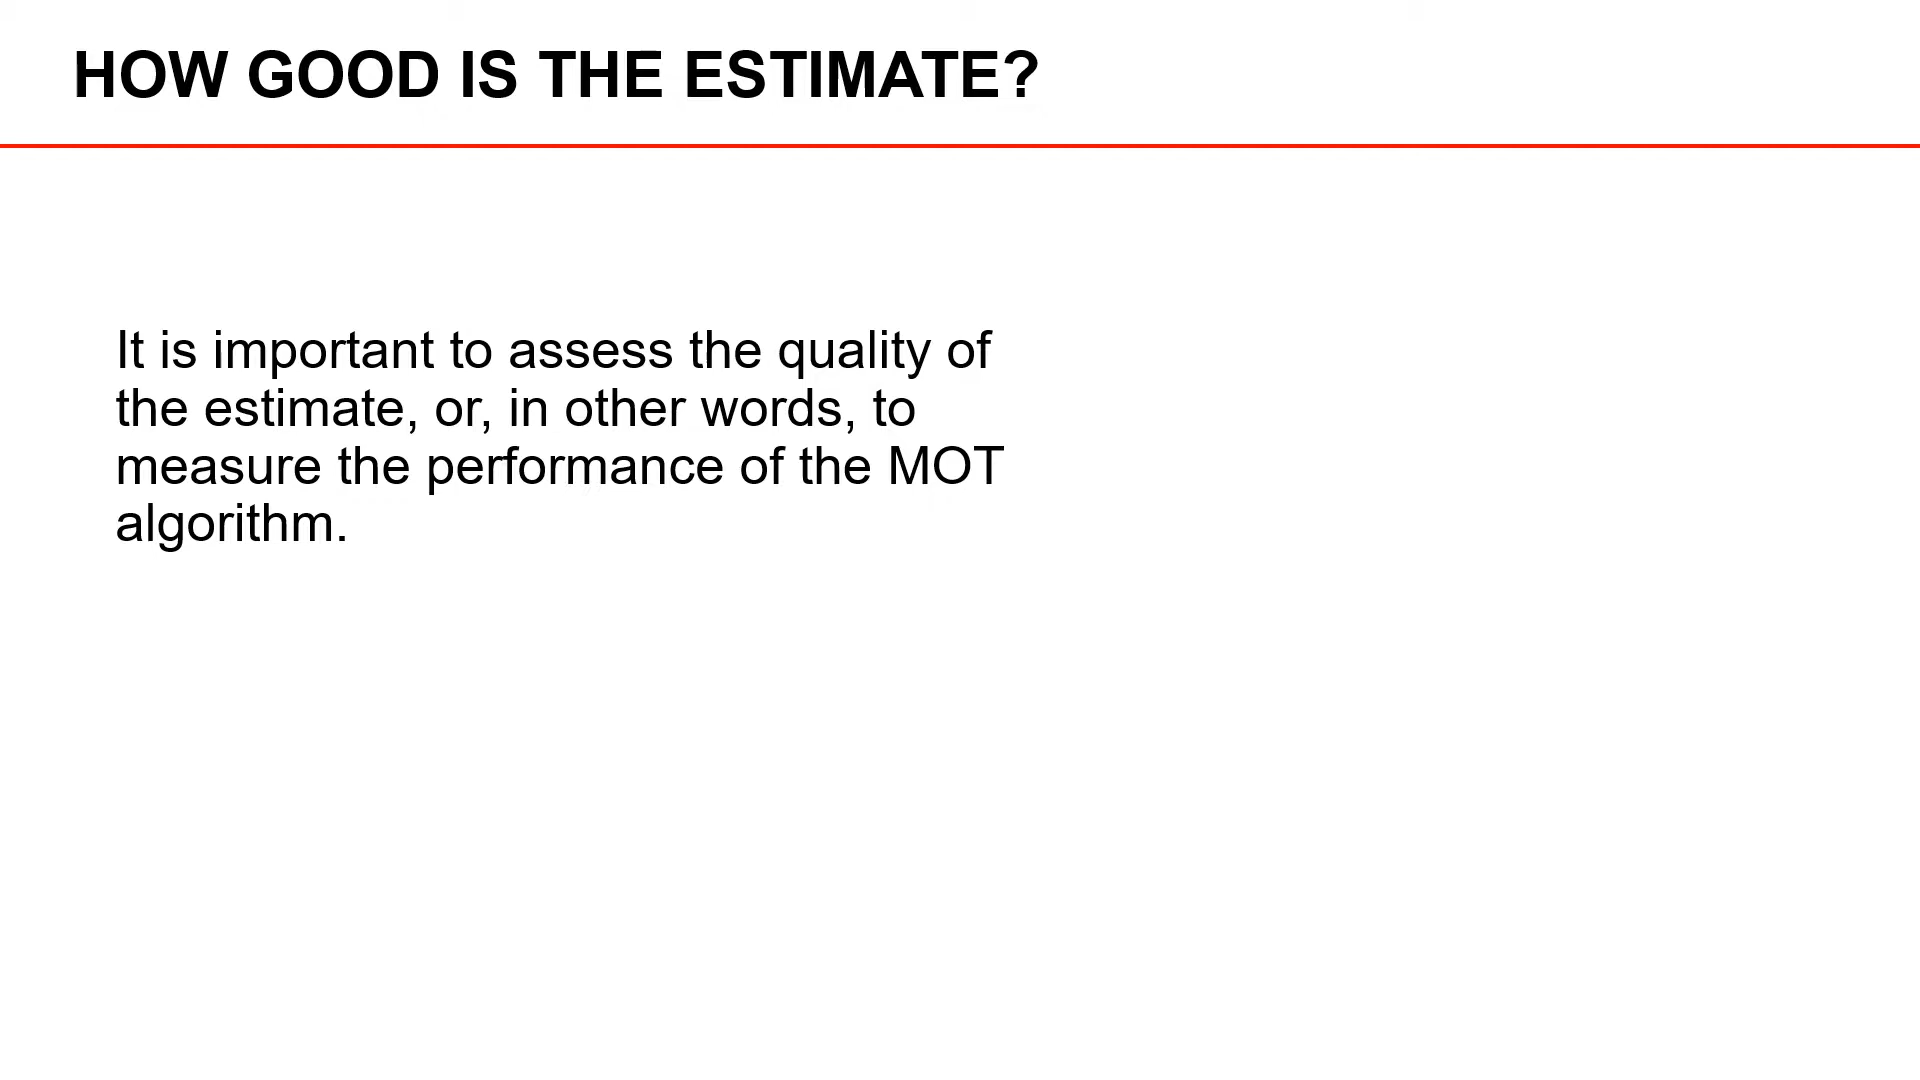 HOW GOOD IS THE ESTIMATE?
It is important to assess the quality of
the estimate, or, in other words, to
measure the performance of the MOT
algorithm.